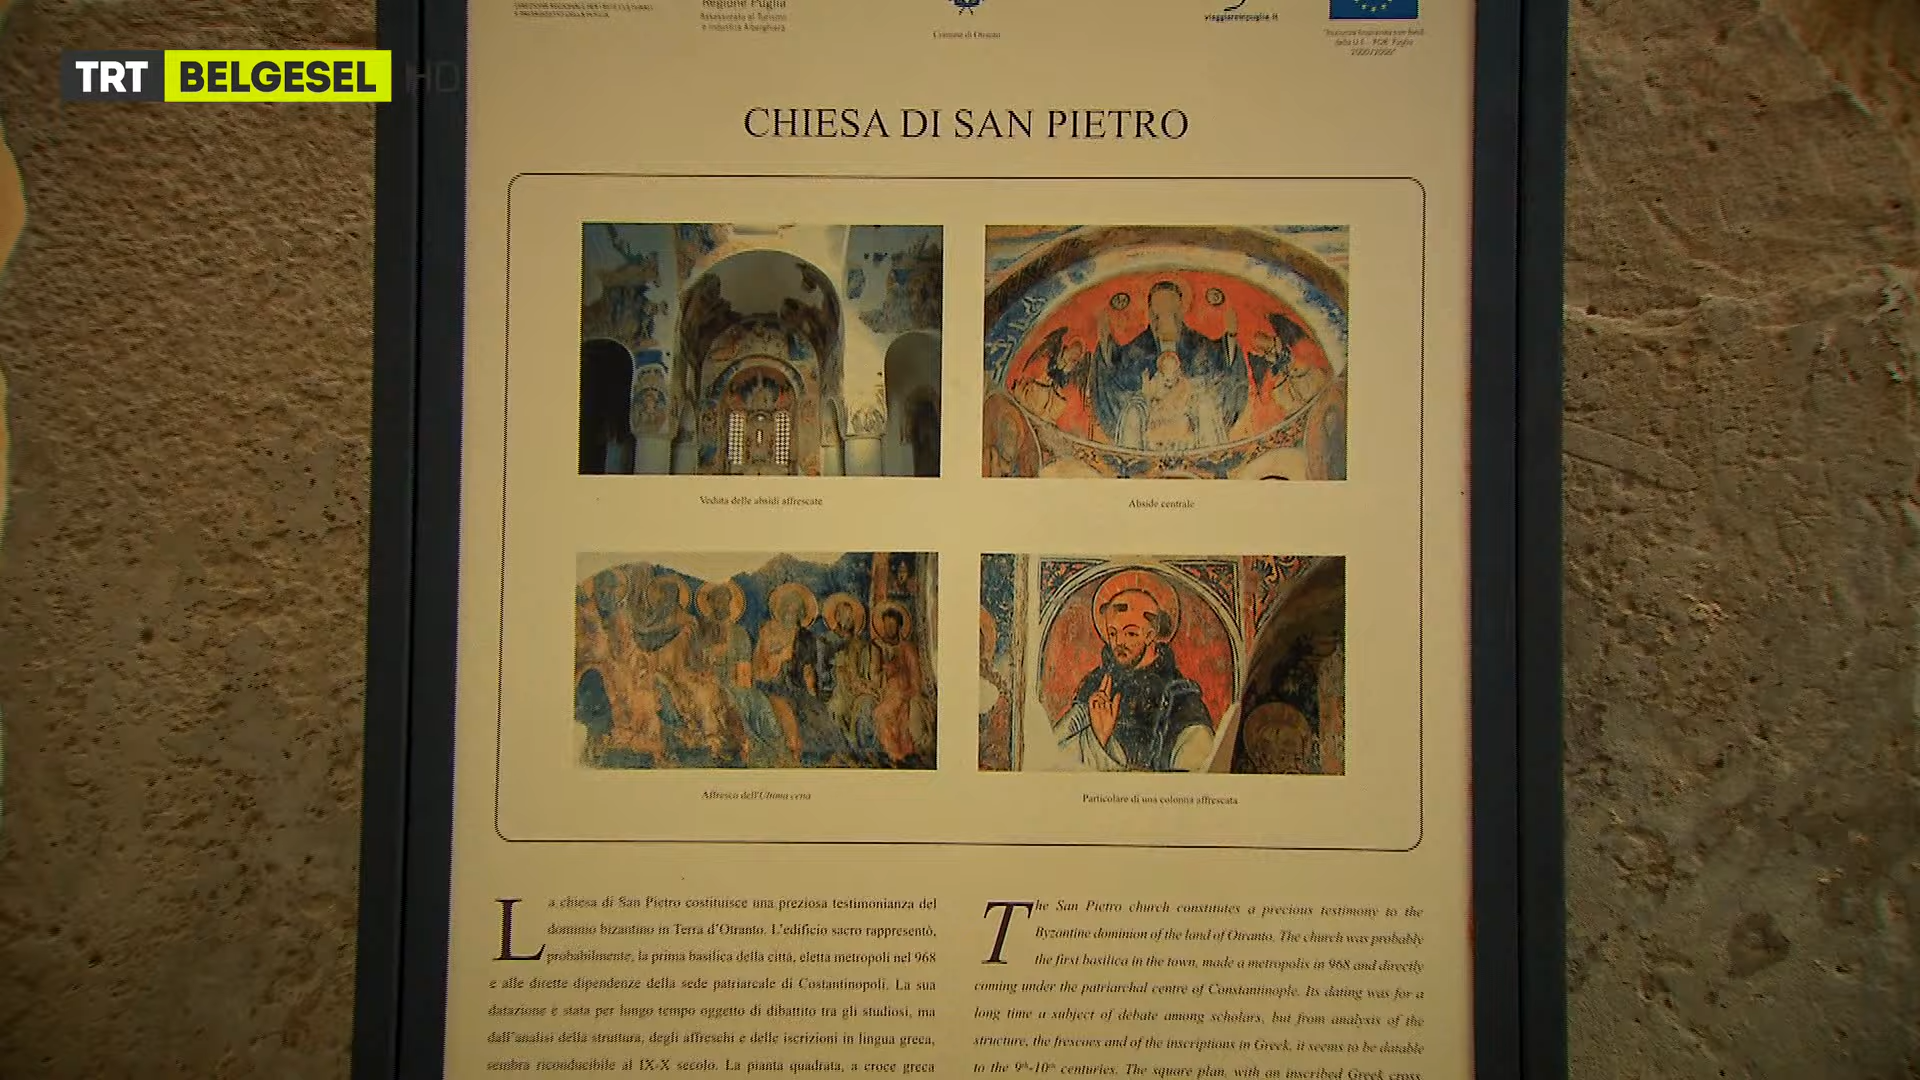 TRT BELGESEL HD
Regione Puglia
Assessorato al Turismo
e Industria Alberghiera
Comune di Otranto
viaggiareinpuglia.it
CHIESA DI SAN PIETRO
Veduta delle absidi affrescate
Abside centrale
Affresco dell'Ultima cena
Particolare di una colonna affrescata
La chiesa di San Pietro costituisce una preziosa testimonianza del
dominio bizantino in Terra d'Otranto. L'edificio sacro rappresentò,
probabilmente, la prima basilica della città, eletta metropoli nel 968
e alle dirette dipendenze della sede patriarcale di Costantinopoli. La sua
datazione è stata per lungo tempo oggetto di dibattito tra gli studiosi, ma
dall'analisi della struttura, degli affreschi e delle iscrizioni in lingua greca,
sembra riconducibile al IX-X secolo. La pianta quadrata, a croce greca
The San Pietro church constitutes a precious testimony to the
Byzantine dominion of the land of Otranto. The church was probably
the first basilica in the town, made a metropolis in 968 and directly
coming under the patriarchal centre of Constantinople. Its dating was for a
long time a subject of debate among scholars, but from analysis of the
structure, the frescoes and of the inscriptions in Greek, it seems to be datable
to the 9th-10th centuries. The square plan, with an inscribed Greek cross,